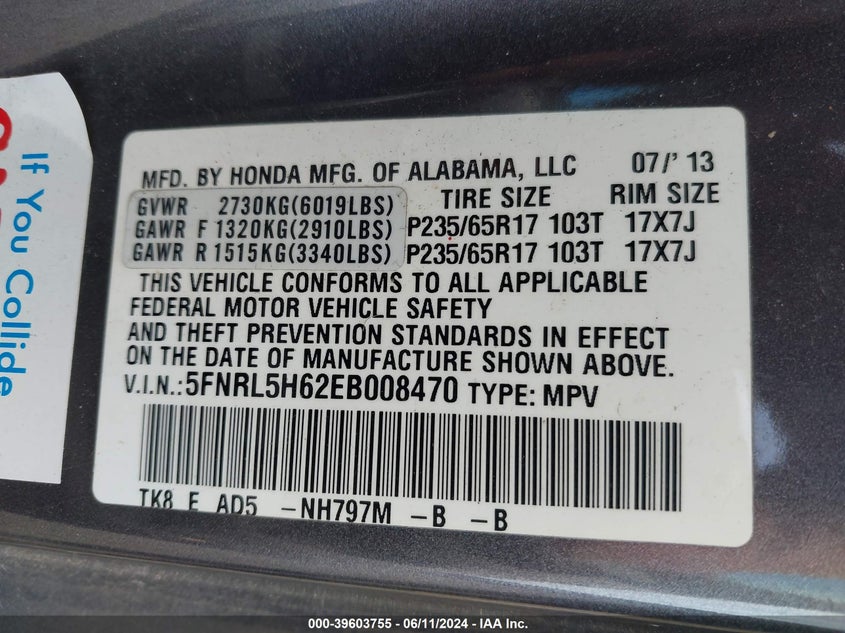 If You Collide
MFD. BY HONDA MFG. OF ALABAMA, LLC 07/' 13
GVWR 2730KG(6019LBS) TIRE SIZE RIM SIZE
GAWR F 1320KG(2910LBS) P235/65R17 103T 17X7J
GAWR R 1515KG(3340LBS) P235/65R17 103T 17X7J
THIS VEHICLE CONFORMS TO ALL APPLICABLE
FEDERAL MOTOR VEHICLE SAFETY
AND THEFT PREVENTION STANDARDS IN EFFECT
ON THE DATE OF MANUFACTURE SHOWN ABOVE.
V.I.N.: 5FNRL5H62EB008470 TYPE: MPV
TK8 E AD5 -NH797M -B -B
000-39603755 - 06/11/2024 - IAA Inc.